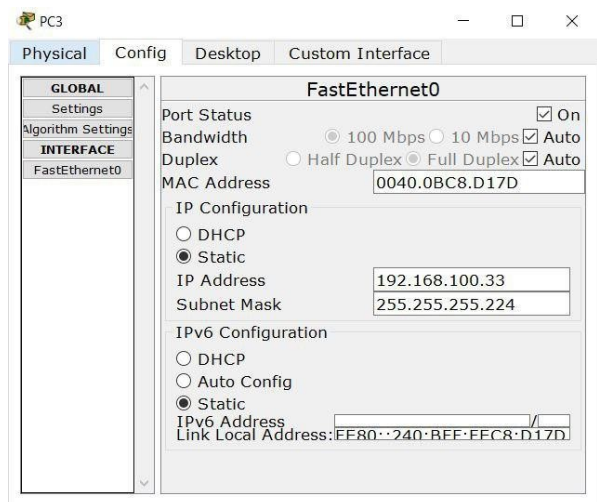 PC3
Physical Config Desktop Custom Interface
GLOBAL
Settings
Algorithm Settings
INTERFACE
FastEthernet0
FastEthernet0
Port Status On
Bandwidth 100 Mbps 10 Mbps Auto
Duplex Half Duplex Full Duplex Auto
MAC Address 0040.0BC8.D17D
IP Configuration
DHCP
Static
IP Address 192.168.100.33
Subnet Mask 255.255.255.224
IPv6 Configuration
DHCP
Auto Config
Static
IPv6 Address /
Link Local Address: FE80::240:BFF:FEC8:D17D